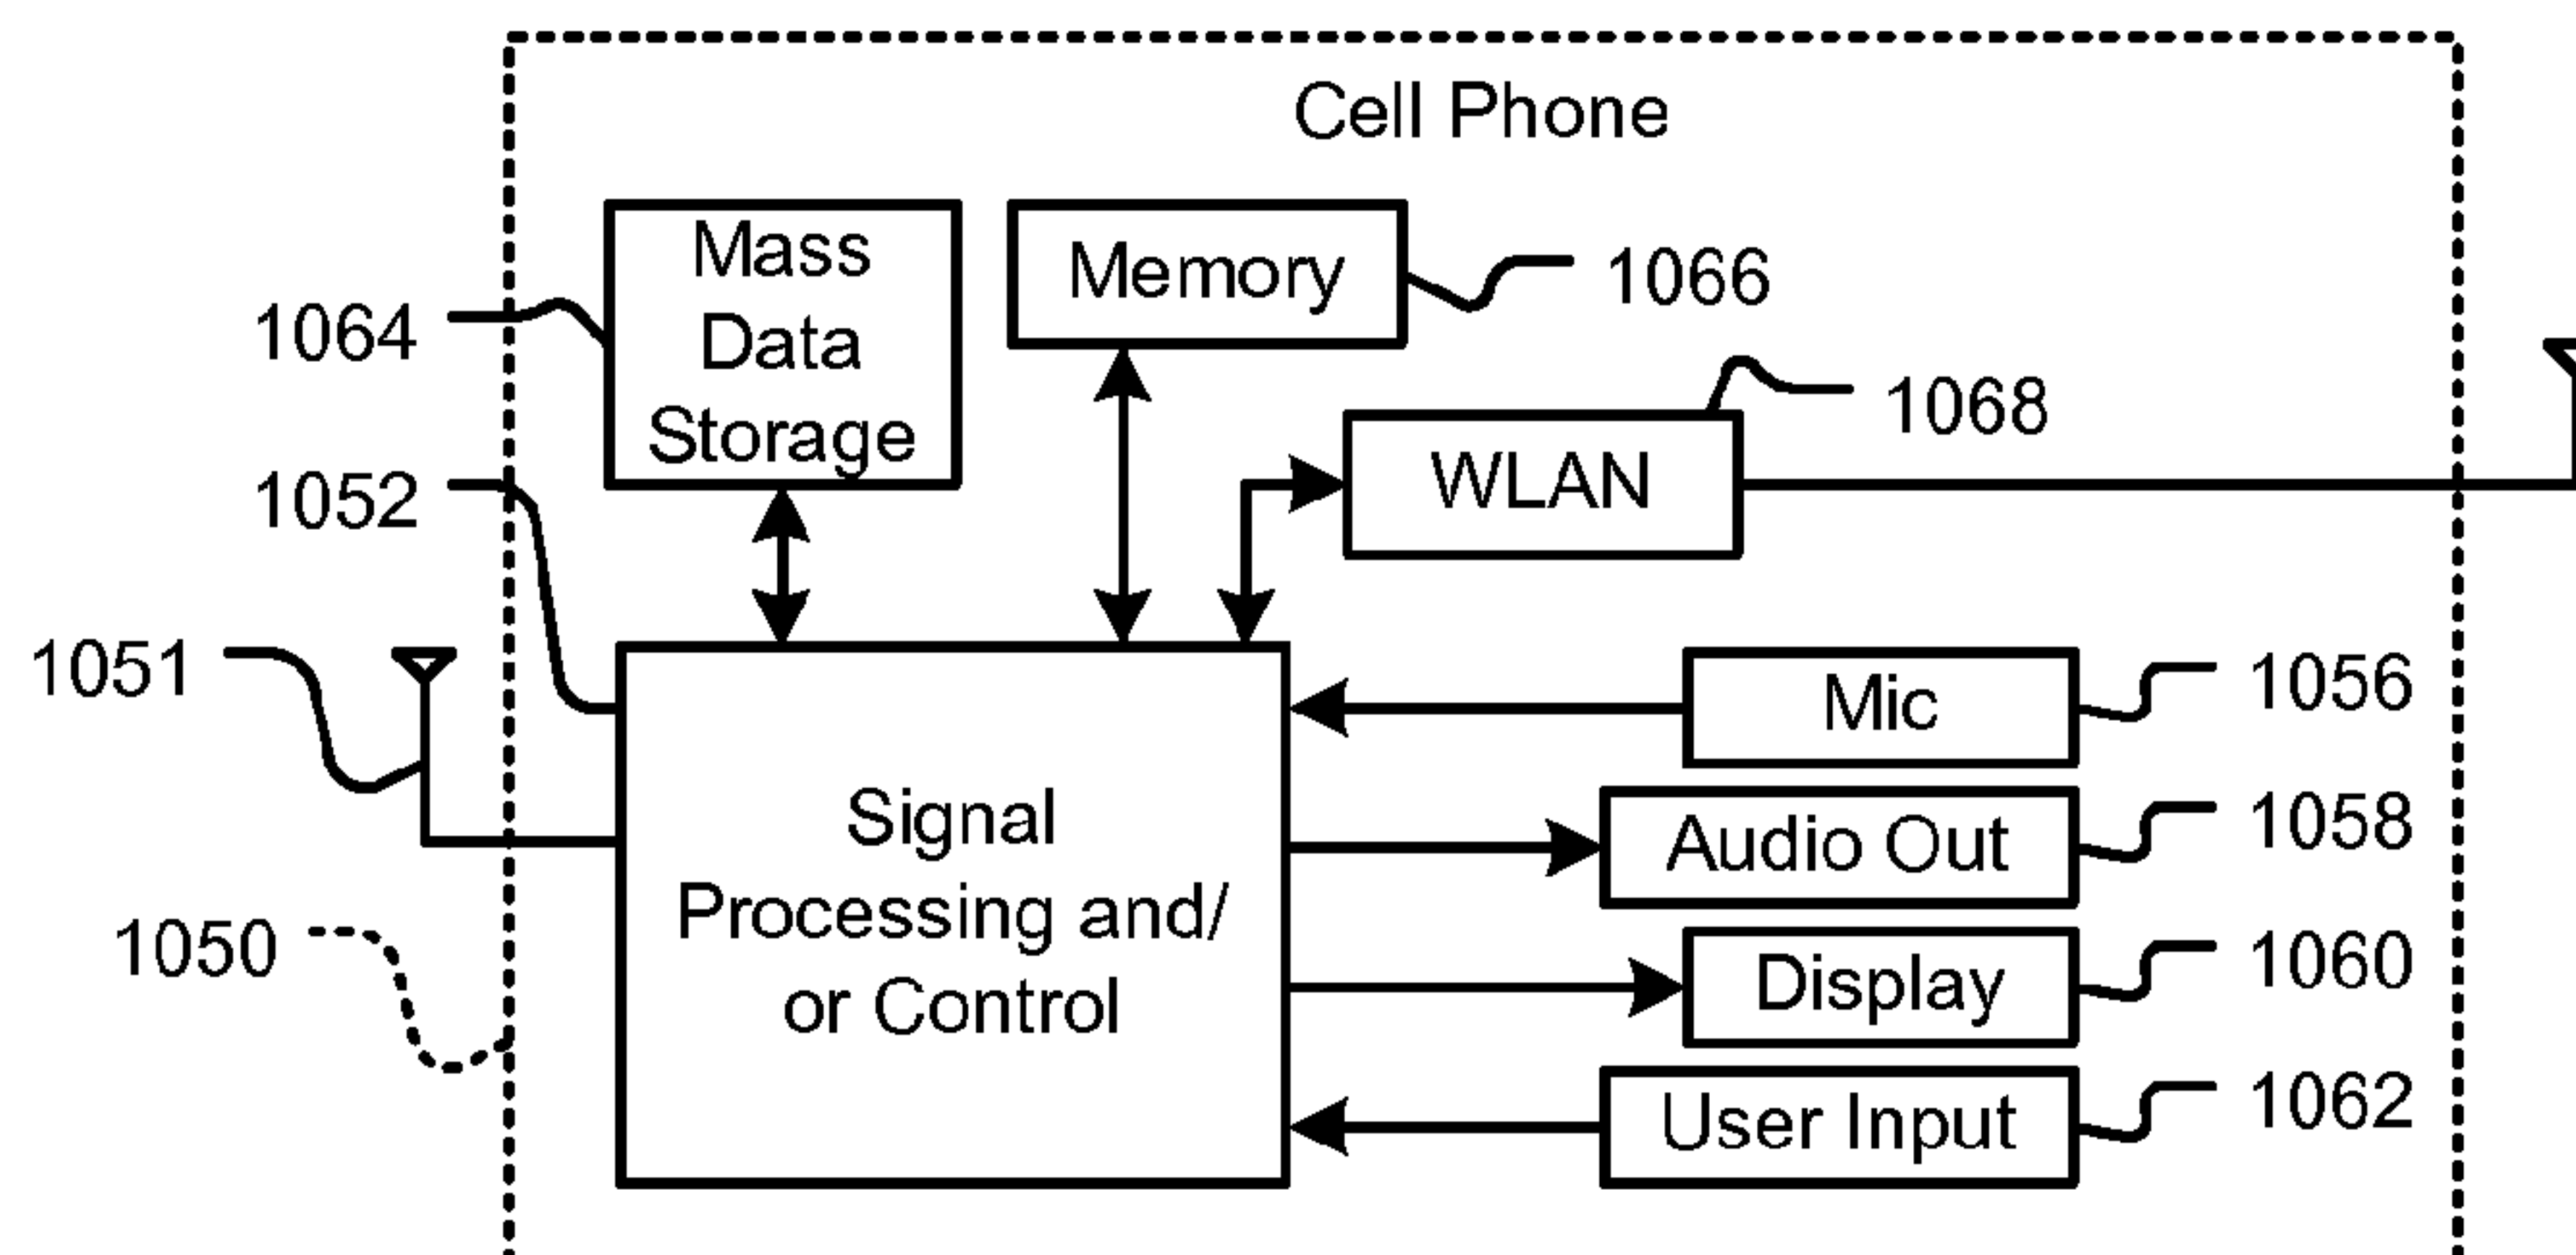 Cell Phone
Mass
Data
Storage
Memory
1066
1064
1068
WLAN
1052
1051
Mic
1056
Signal
Processing and/
or Control
Audio Out
1058
1050
Display
1060
User Input
1062